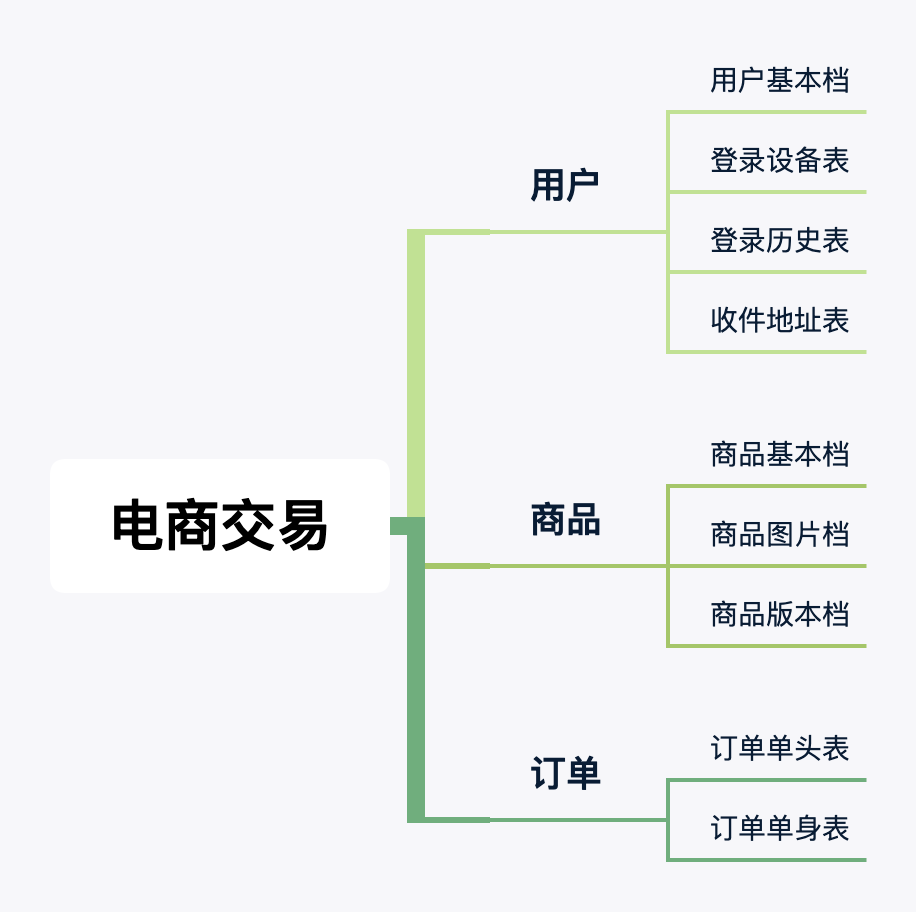 电商交易
用户
用户基本档
登录设备表
登录历史表
收件地址表
商品
商品基本档
商品图片档
商品版本档
订单
订单单头表
订单单身表